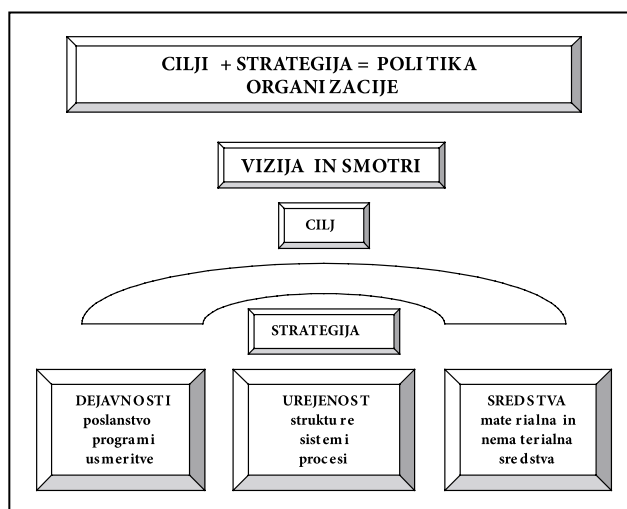 CILJI + STRATEGIJA = POLITIKA
ORGANIZACIJE
VIZIJA IN SMOTRI
CILJ
STRATEGIJA
DEJAVNOSTI
poslanstvo
programi
usmeritve
UREJENOST
strukture
sistemi
procesi
SREDSTVA
materialna in
nematerialna
sredstva